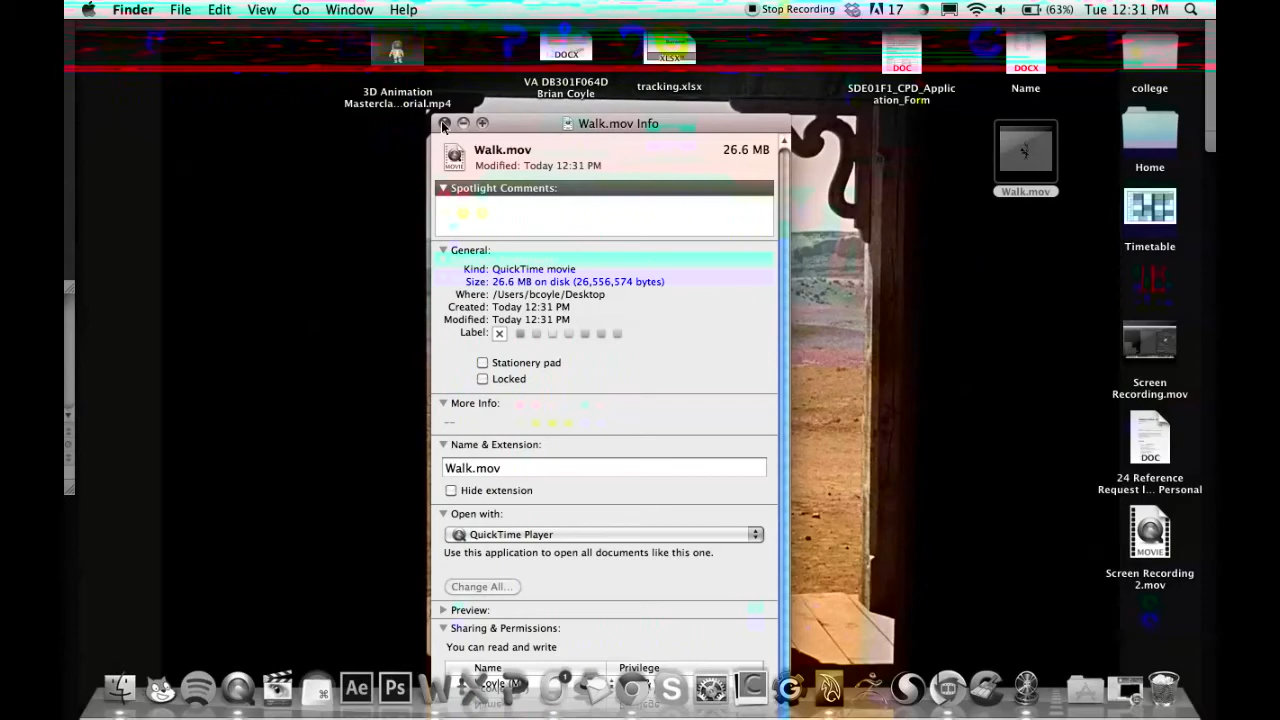 Finder File Edit View Go Window Help Stop Recording 17 (63%) Tue 12:31 PM
3D Animation
Mastercla...orial.mp4
DOCX
VA DB301F064D
Brian Coyle
XLSX
tracking.xlsx
DOC
SDE01F1_CPD_Applic
ation_Form
DOCX
Name
college
Walk.mov Info
Walk.mov 26.6 MB
Modified: Today 12:31 PM
MOVIE
Spotlight Comments:
General:
Kind: QuickTime movie
Size: 26.6 MB on disk (26,556,574 bytes)
Where: /Users/bcoyle/Desktop
Created: Today 12:31 PM
Modified: Today 12:31 PM
Label:
Stationery pad
Locked
More Info:
--
Name & Extension:
Walk.mov
Hide extension
Open with:
QuickTime Player
Use this application to open all documents like this one.
Change All...
Preview:
Sharing & Permissions:
You can read and write
Name Privilege
Walk.mov
Home
Timetable
Screen
Recording.mov
DOC
24 Reference
Request I... Personal
MOVIE
Screen Recording
2.mov
Ae Ps W X P 1 S C